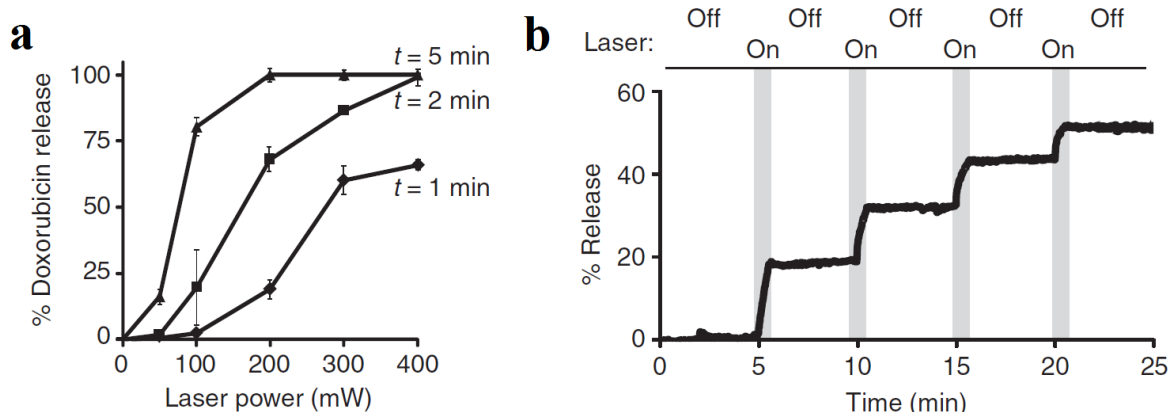 a
% Doxorubicin release
100
75
50
25
0
t = 5 min
t = 2 min
t = 1 min
0 100 200 300 400
Laser power (mW)
b
Laser:
Off Off Off Off Off
On On On On
% Release
60
40
20
0
0 5 10 15 20 25
Time (min)